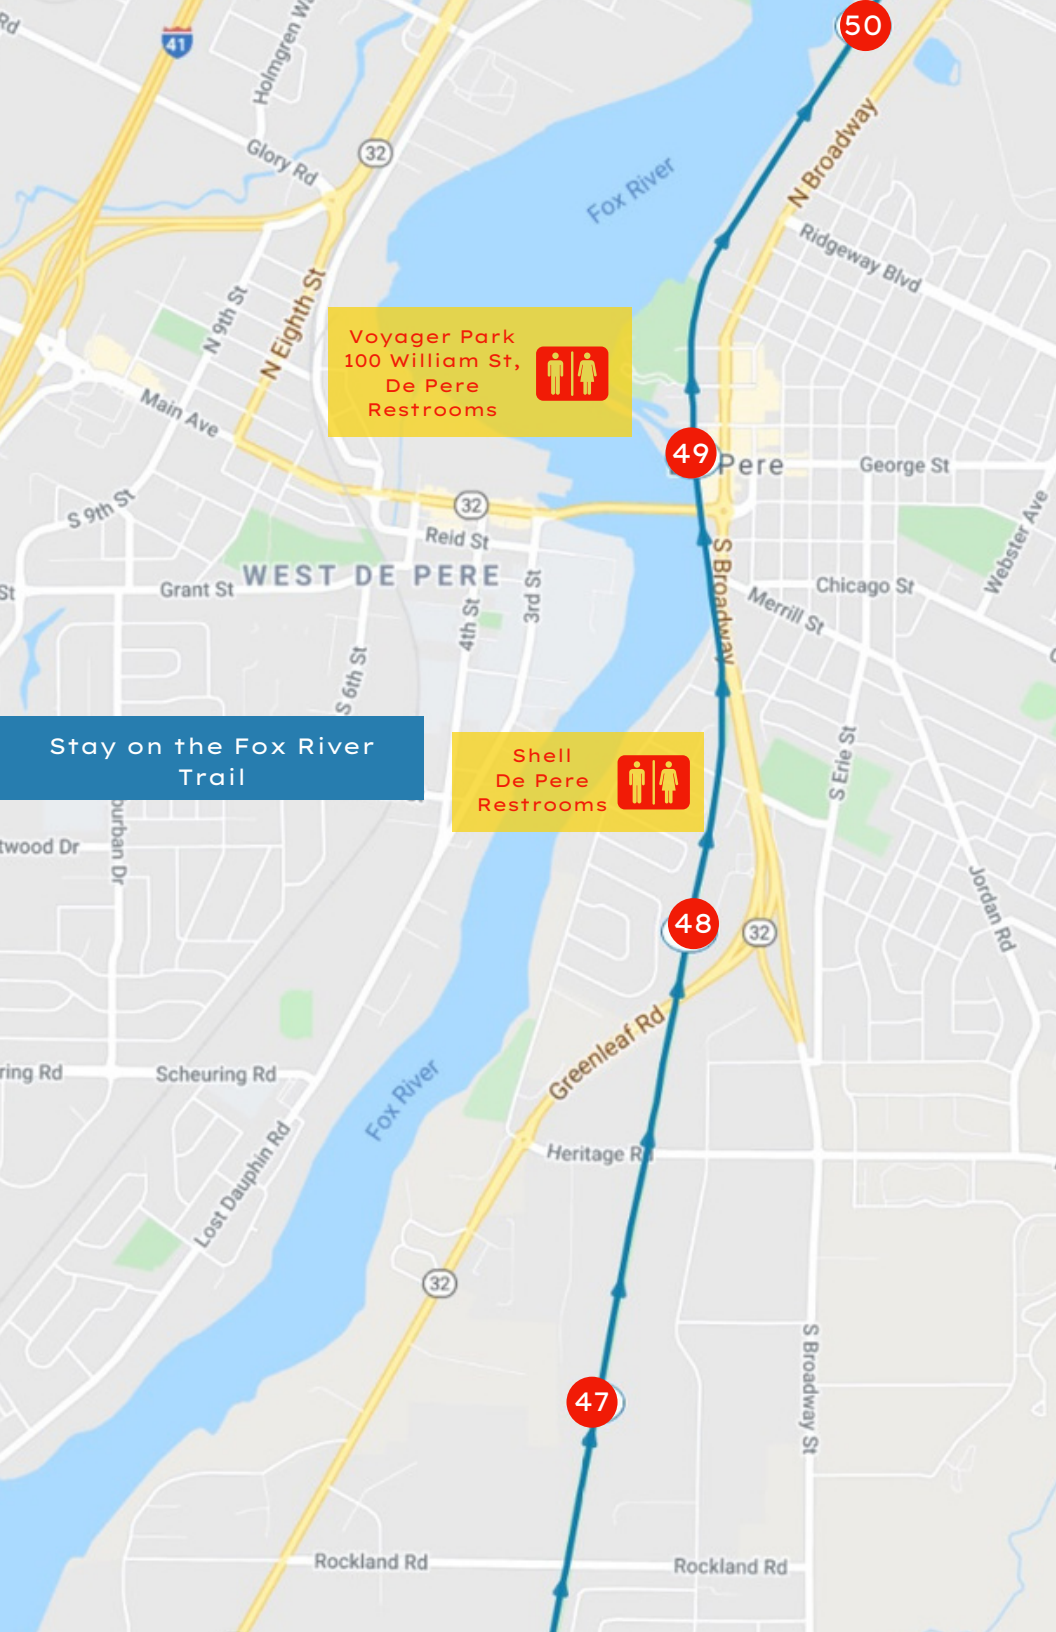 50
Rd
41
Holmgren W
32
Glory Rd
N Broadway
Fox River
Ridgeway Blvd
N 9th St
N Eighth St
Voyager Park
100 William St,
De Pere
Restrooms
Main Ave
49
Pere
George St
S 9th St
32
Reid St
Webster Ave
WEST DE PERE
S Broadway
St
Grant St
3rd St
Chicago St
4th St
Merrill St
S 6th St
Stay on the Fox River
Trail
Shell
De Pere
Restrooms
S Erie St
twood Dr
ourban Dr
Jordan Rd
48
32
Greenleaf Rd
ring Rd
Scheuring Rd
Fox River
Heritage Rd
Lost Dauphin Rd
32
S Broadway St
47
Rockland Rd
Rockland Rd